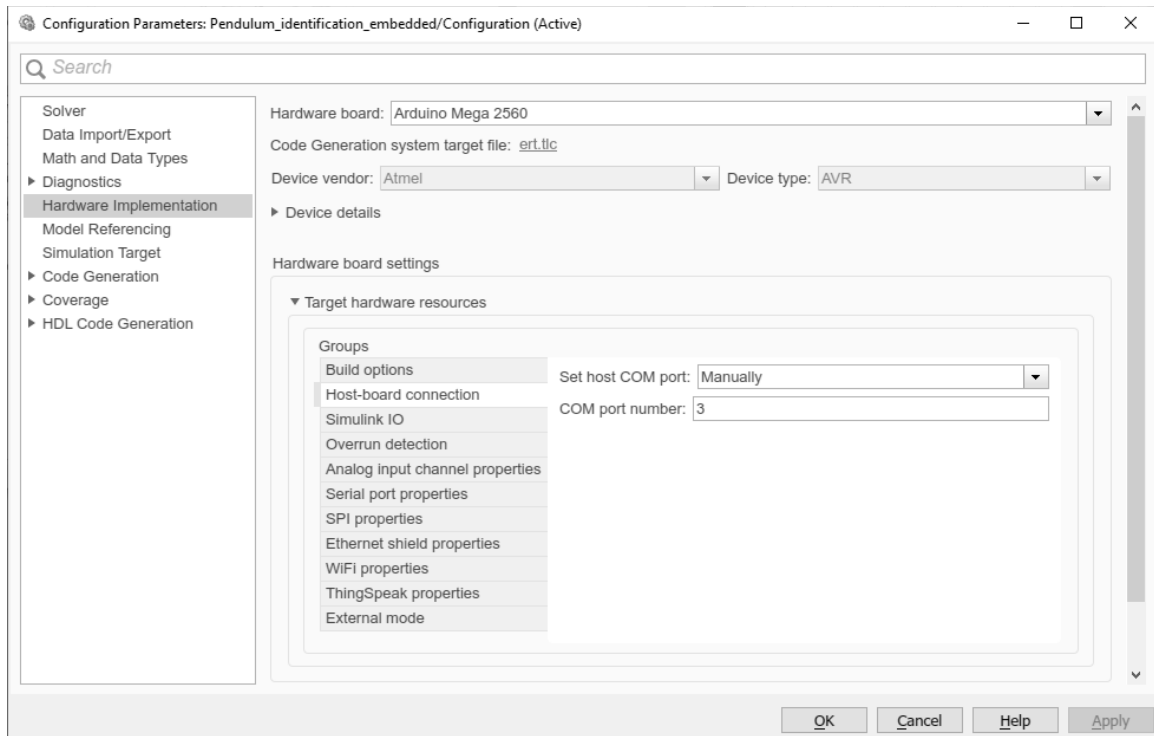 Configuration Parameters: Pendulum_identification_embedded/Configuration (Active)
Search
Solver
Data Import/Export
Math and Data Types
Diagnostics
Hardware Implementation
Model Referencing
Simulation Target
Code Generation
Coverage
HDL Code Generation
Hardware board: Arduino Mega 2560
Code Generation system target file: ert.tlc
Device vendor: Atmel Device type: AVR
Device details
Hardware board settings
Target hardware resources
Groups
Build options
Host-board connection
Simulink IO
Overrun detection
Analog input channel properties
Serial port properties
SPI properties
Ethernet shield properties
WiFi properties
ThingSpeak properties
External mode
Set host COM port: Manually
COM port number: 3
OK Cancel Help Apply